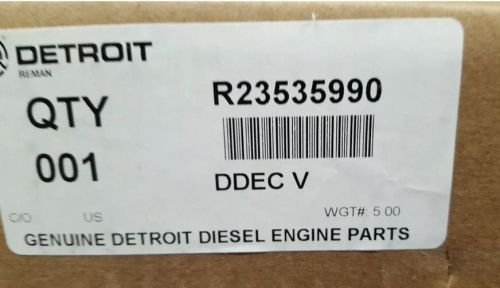 DETROIT
REMAN
QTY
001
R23535990
DDEC V
C/O US
WGT#: 5.00
GENUINE DETROIT DIESEL ENGINE PARTS